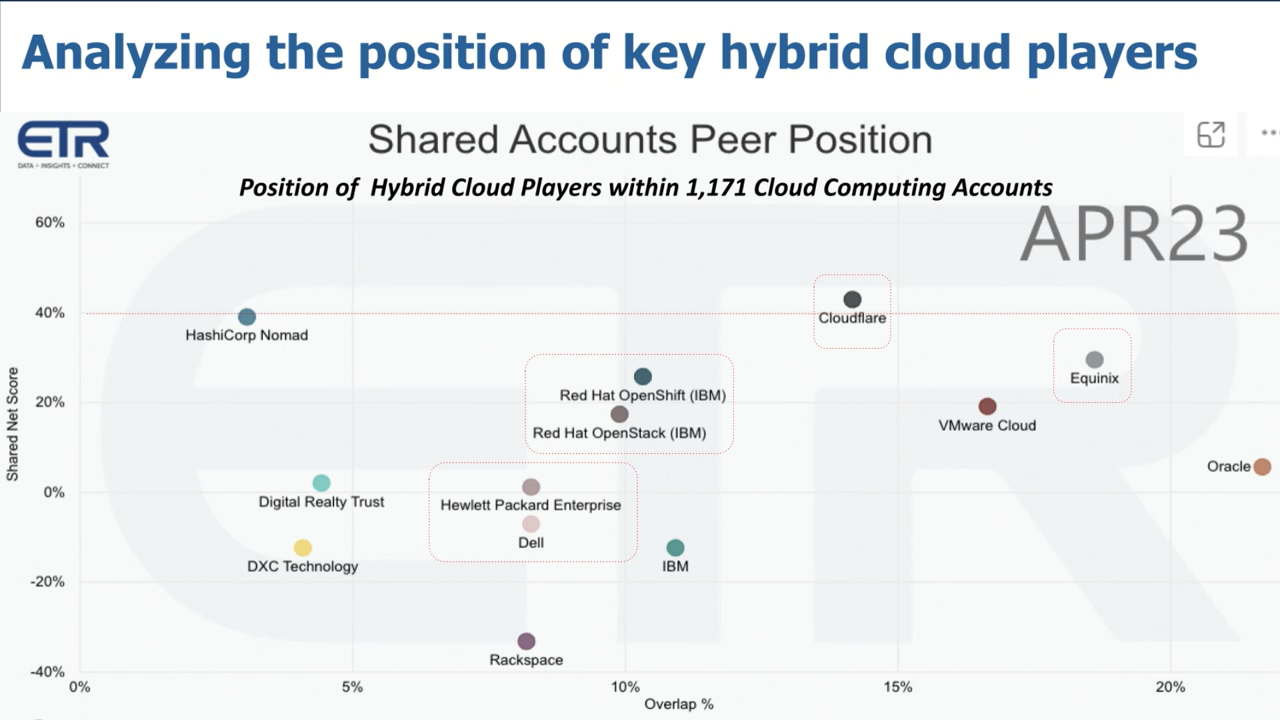 Analyzing the position of key hybrid cloud players
ETR
DATA • INSIGHTS • CONNECT
Shared Accounts Peer Position
Position of Hybrid Cloud Players within 1,171 Cloud Computing Accounts
APR23
Shared Net Score
60%
40%
20%
0%
-20%
-40%
HashiCorp Nomad
Cloudflare
Equinix
Red Hat OpenShift (IBM)
Red Hat OpenStack (IBM)
VMware Cloud
Oracle
Digital Realty Trust
Hewlett Packard Enterprise
Dell
DXC Technology
IBM
Rackspace
0%
5%
10%
15%
20%
Overlap %
ETR